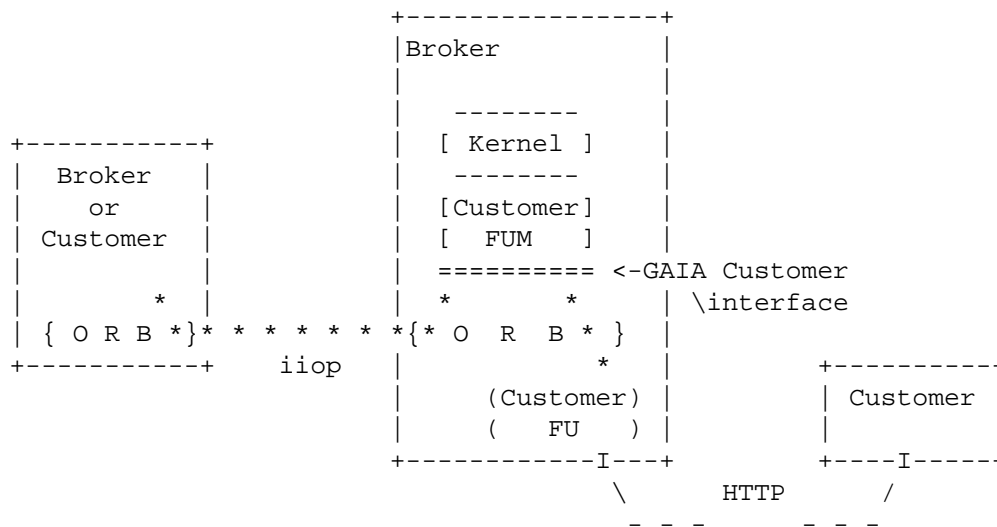 Broker
[ Kernel ]
Broker
or
[Customer]
Customer
[ FUM ]
<-GAIA Customer
\interface
{ O R B *}* * * * * * *{* O R B * }
iiop
(Customer)
Customer
( FU )
I
I
\ HTTP /